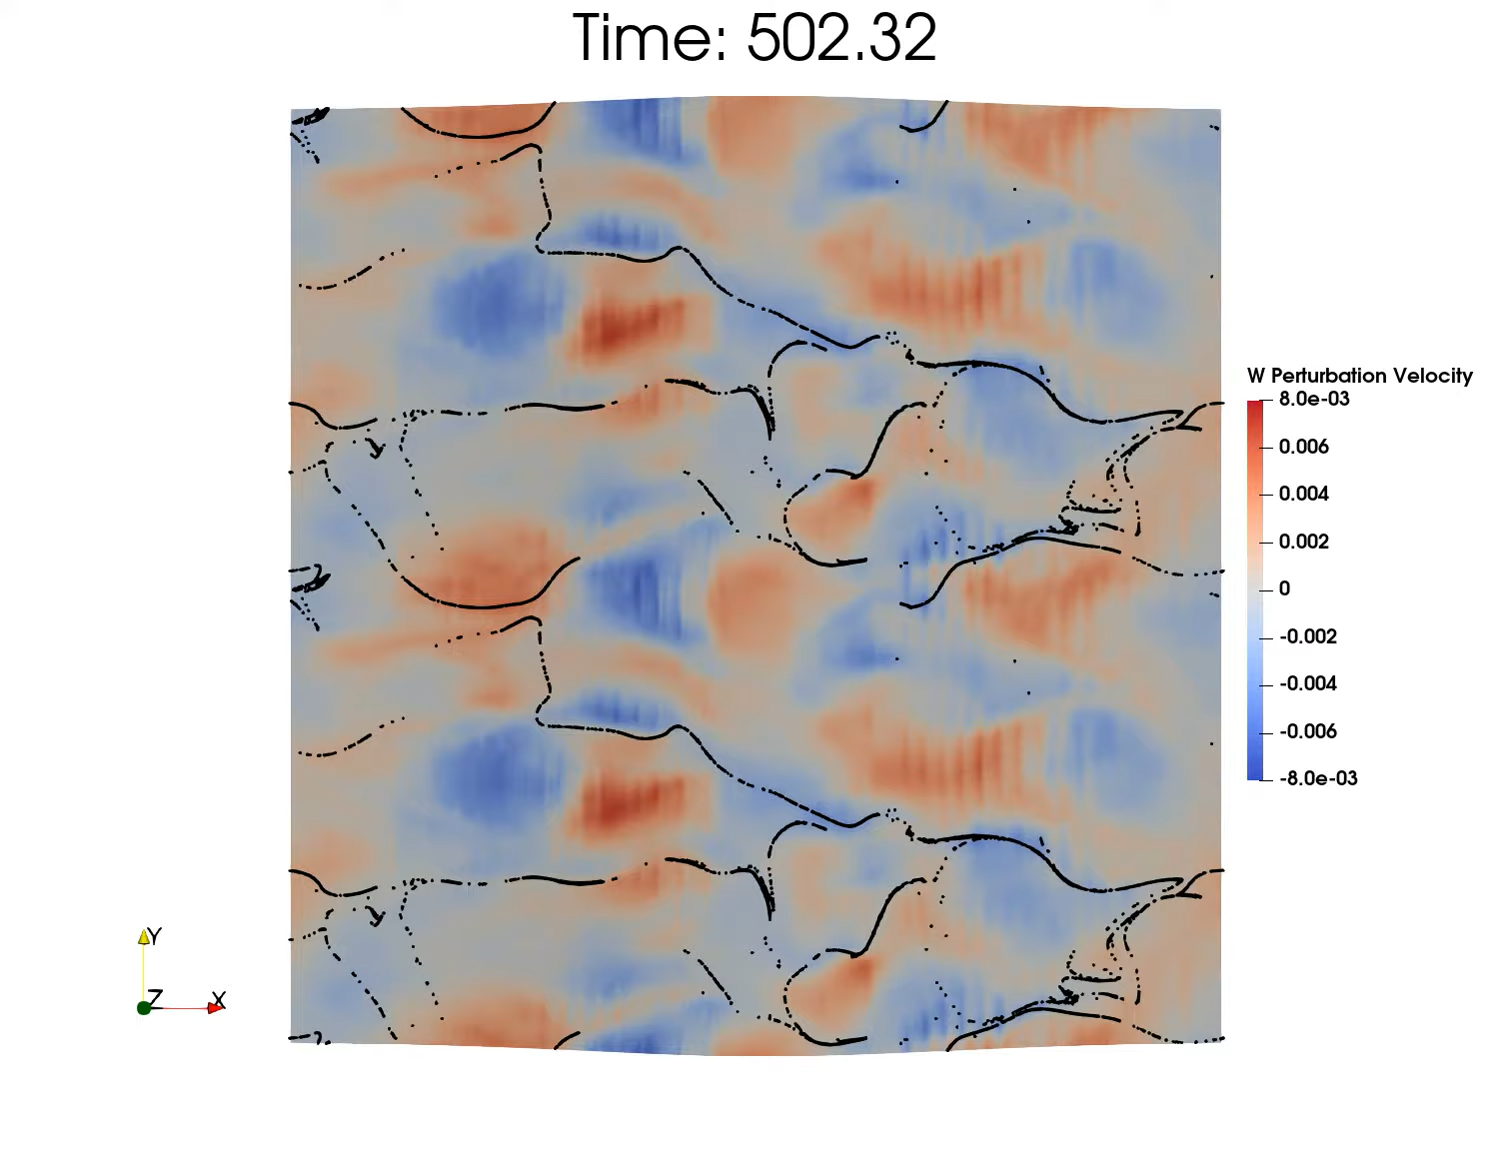 Time: 502.32
W Perturbation Velocity
8.0e-03
0.006
0.004
0.002
0
-0.002
-0.004
-0.006
-8.0e-03
Y
Z
X